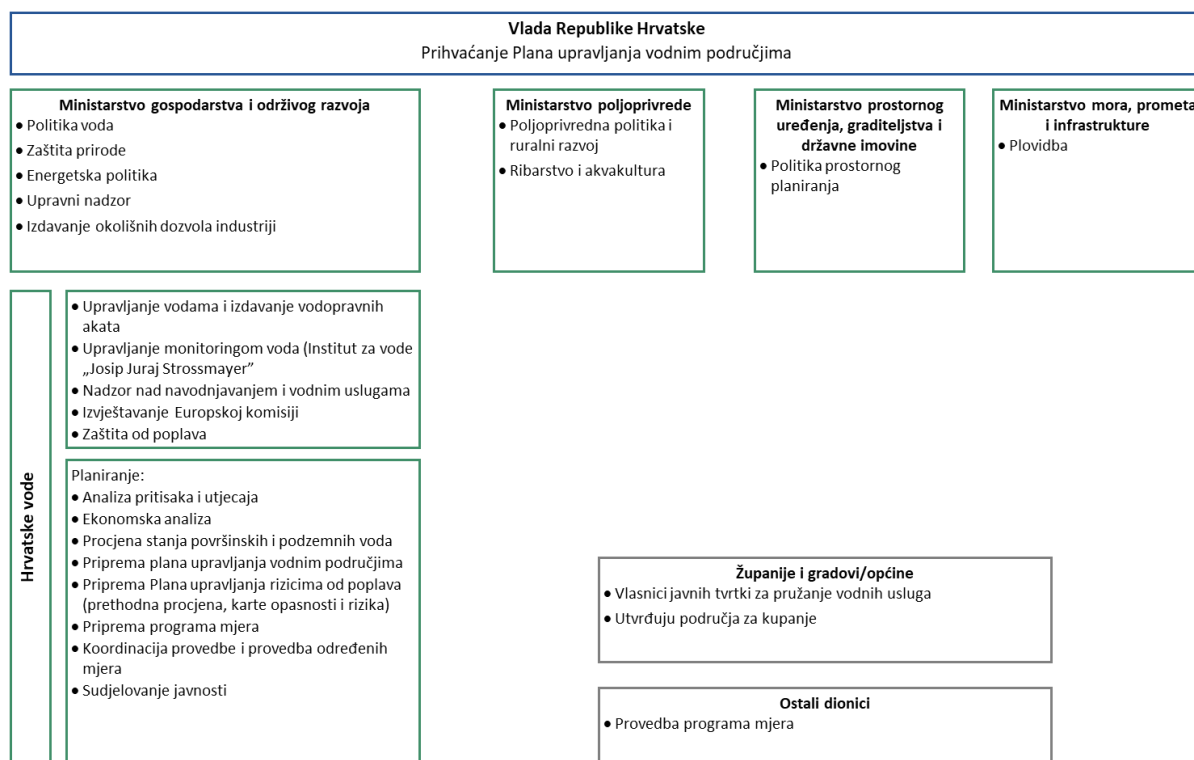 Vlada Republike Hrvatske
Prihvaćanje Plana upravljanja vodnim područjima
Ministarstvo gospodarstva i održivog razvoja
• Politika voda
• Zaštita prirode
• Energetska politika
• Upravni nadzor
• Izdavanje okolišnih dozvola industriji
Ministarstvo poljoprivrede
• Poljoprivredna politika i
ruralni razvoj
• Ribarstvo i akvakultura
Ministarstvo prostornog
uređenja, graditeljstva i
državne imovine
• Politika prostornog
planiranja
Ministarstvo mora, prometa
i infrastrukture
• Plovidba
Hrvatske vode
• Upravljanje vodama i izdavanje vodopravnih
akata
• Upravljanje monitoringom voda (Institut za vode
„Josip Juraj Strossmayer”
• Nadzor nad navodnjavanjem i vodnim uslugama
• Izvještavanje Europskoj komisiji
• Zaštita od poplava
Planiranje:
• Analiza pritisaka i utjecaja
• Ekonomska analiza
• Procjena stanja površinskih i podzemnih voda
• Priprema plana upravljanja vodnim područjima
• Priprema Plana upravljanja rizicima od poplava
(prethodna procjena, karte opasnosti i rizika)
• Priprema programa mjera
• Koordinacija provedbe i provedba određenih
mjera
• Sudjelovanje javnosti
Županije i gradovi/općine
• Vlasnici javnih tvrtki za pružanje vodnih usluga
• Utvrđuju područja za kupanje
Ostali dionici
• Provedba programa mjera